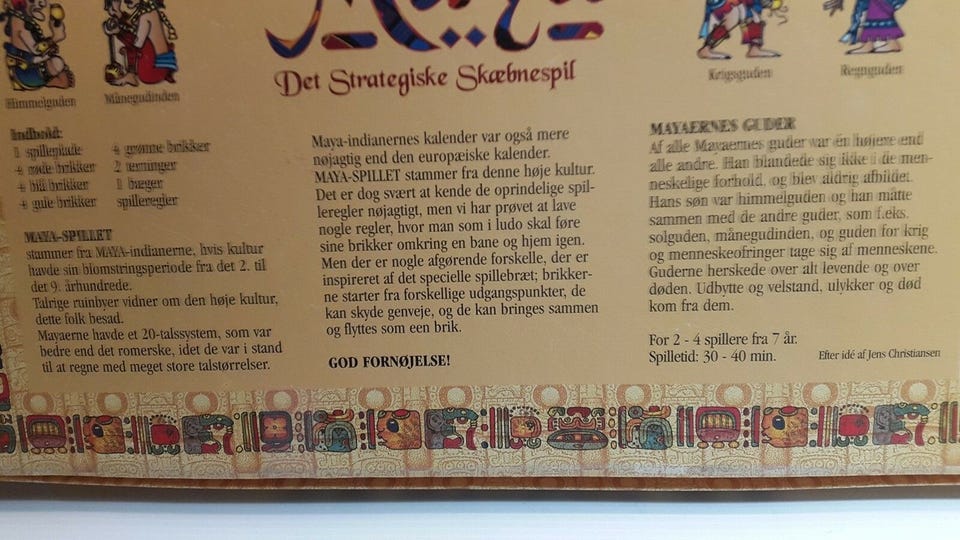 Maya
Det Strategiske Skæbnespil
Himmelguden
Månegudinden
Krigsguden
Regnguden
Indhold:
1 spilleplade
4 røde brikker
4 blå brikker
4 gule brikker
4 grønne brikker
2 terninger
1 bæger
spilleregler
MAYA-SPILLET
stammer fra MAYA-indianerne, hvis kultur
havde sin blomstringsperiode fra det 2. til
det 9. århundrede.
Talrige ruinbyer vidner om den høje kultur,
dette folk besad.
Mayaerne havde et 20-talssystem, som var
bedre end det romerske, idet de var i stand
til at regne med meget store talstørrelser.
Maya-indianernes kalender var også mere
nøjagtig end den europæiske kalender.
MAYA-SPILLET stammer fra denne høje kultur.
Det er dog svært at kende de oprindelige spil-
leregler nøjagtigt, men vi har prøvet at lave
nogle regler, hvor man som i ludo skal føre
sine brikker omkring en bane og hjem igen.
Men der er nogle afgørende forskelle, der er
inspireret af det specielle spillebræt; brikker-
ne starter fra forskellige udgangspunkter, de
kan skyde genveje, og de kan bringes sammen
og flyttes som een brik.
GOD FORNØJELSE!
MAYAERNES GUDER
Af alle Mayaernes guder var én højere end
alle andre. Han blandede sig ikke i de men-
neskelige forhold, og blev aldrig afbildet.
Hans søn var himmelguden og han måtte
sammen med de andre guder, som f.eks.
solguden, månegudinden, og guden for krig
og menneskeofringer tage sig af menneskene.
Guderne herskede over alt levende og over
døden. Udbytte og velstand, ulykker og død
kom fra dem.
For 2 - 4 spillere fra 7 år.
Spilletid: 30 - 40 min.
Efter idé af Jens Christiansen